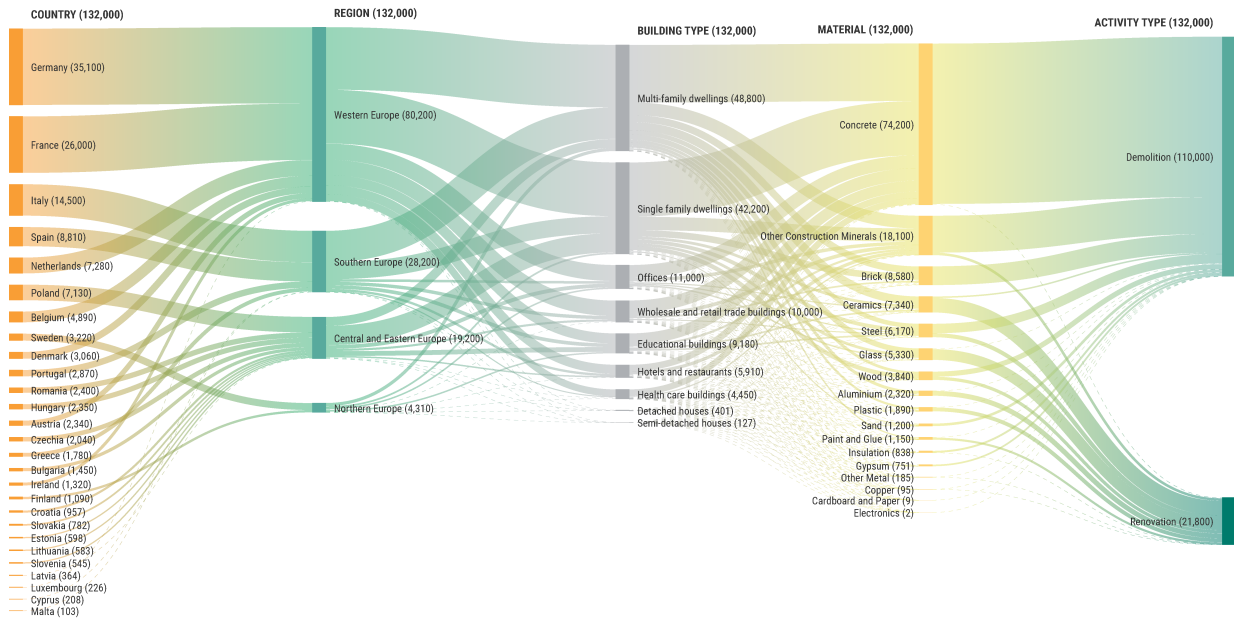 COUNTRY (132,000)
Germany (35,100)
France (26,000)
Italy (14,500)
Spain (8,810)
Netherlands (7,280)
Poland (7,130)
Belgium (4,890)
Sweden (3,220)
Denmark (3,060)
Portugal (2,870)
Romania (2,400)
Hungary (2,350)
Austria (2,340)
Czechia (2,040)
Greece (1,780)
Bulgaria (1,450)
Ireland (1,320)
Finland (1,090)
Croatia (957)
Slovakia (782)
Estonia (598)
Lithuania (583)
Slovenia (545)
Latvia (364)
Luxembourg (226)
Cyprus (208)
Malta (103)
REGION (132,000)
Western Europe (80,200)
Southern Europe (28,200)
Central and Eastern Europe (19,200)
Northern Europe (4,310)
BUILDING TYPE (132,000)
Multi-family dwellings (48,800)
Single family dwellings (42,200)
Offices (11,000)
Wholesale and retail trade buildings (10,000)
Educational buildings (9,180)
Hotels and restaurants (5,910)
Health care buildings (4,450)
Detached houses (401)
Semi-detached houses (127)
MATERIAL (132,000)
Concrete (74,200)
Other Construction Minerals (18,100)
Brick (8,580)
Ceramics (7,340)
Steel (6,170)
Glass (5,330)
Wood (3,840)
Aluminium (2,320)
Plastic (1,890)
Sand (1,200)
Paint and Glue (1,150)
Insulation (838)
Gypsum (751)
Other Metal (185)
Copper (95)
Cardboard and Paper (9)
Electronics (2)
ACTIVITY TYPE (132,000)
Demolition (110,000)
Renovation (21,800)